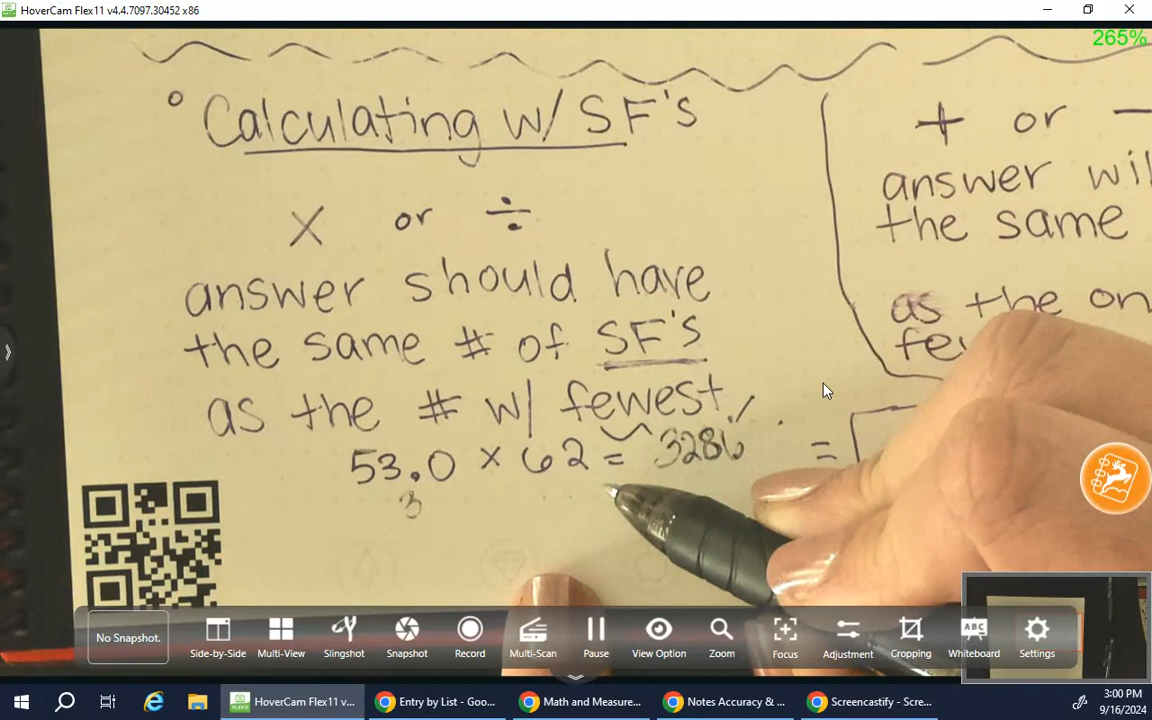 HoverCam Flex11 v4.4.7097.30452 x86
265%
Calculating w/ SF's
X or ÷
answer should have
the same # of SF's
as the # w/ fewest
53.0 × 62 = 3286
3
+ or −
answer wil
the same
as the on
few
=
No Snapshot.
Side-by-Side
Multi-View
Slingshot
Snapshot
Record
Multi-Scan
Pause
View Option
Zoom
Focus
Adjustment
Cropping
ABC
Whiteboard
Settings
HoverCam Flex11 v...
Entry by List - Goo...
Math and Measure...
Notes Accuracy & ...
Screencastify - Scre...
3:00 PM
9/16/2024